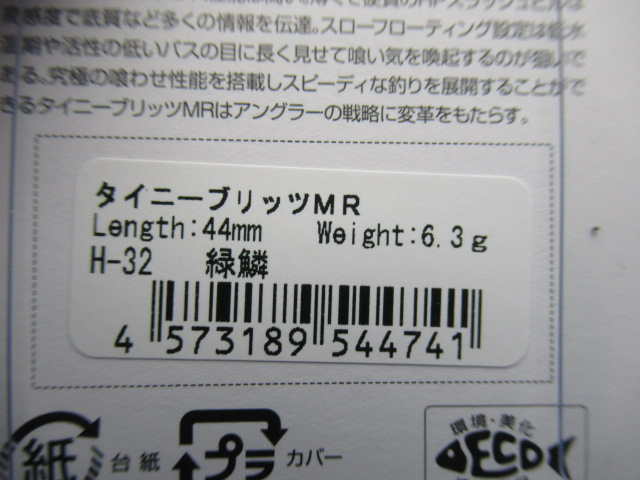 高感度で底質など多くの情報を伝達。スローフローティング設定は低水
温期や活性の低いバスの目に長く見せて喰い気を喚起するのが狙いで
ある。究極の喰わせ性能を搭載しスピーディな釣りを展開することがで
きるタイニーブリッツMRはアングラーの戦略に変革をもたらす。
タイニーブリッツMR
Length:44mm Weight:6.3g
H-32 緑鱗
4 573189 544741
紙 台紙 プラ カバー
環境・美化
ECO